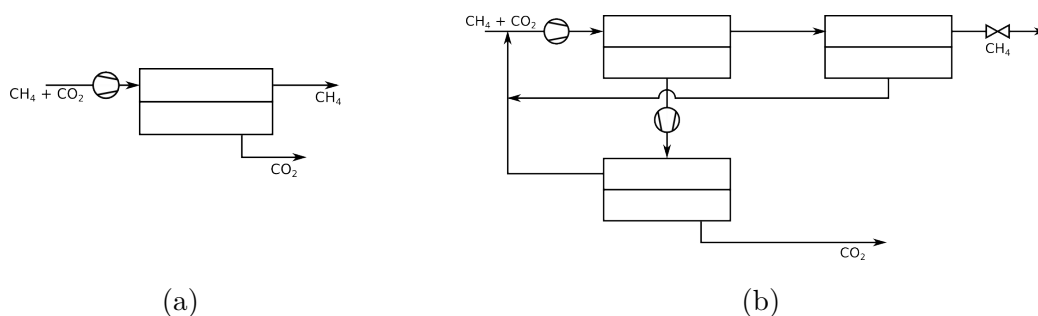 CH₄ + CO₂
CH₄
CO₂
(a)
CH₄ + CO₂
CH₄
CO₂
(b)